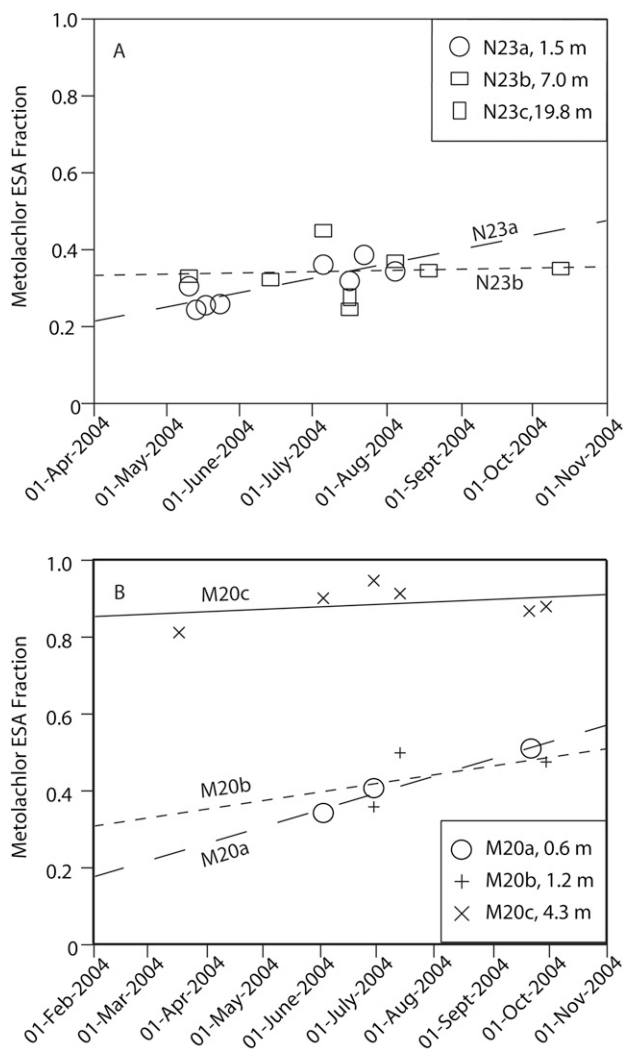 A
N23a, 1.5 m
N23b, 7.0 m
N23c,19.8 m
Metolachlor ESA Fraction
1.0
0.8
0.6
0.4
0.2
0
N23a
N23b
01-Apr-2004
01-May-2004
01-June-2004
01-July-2004
01-Aug-2004
01-Sept-2004
01-Oct-2004
01-Nov-2004
B
M20c
M20b
M20a
Metolachlor ESA Fraction
1.0
0.8
0.6
0.4
0.2
0
M20a, 0.6 m
M20b, 1.2 m
M20c, 4.3 m
01-Feb-2004
01-Mar-2004
01-Apr-2004
01-May-2004
01-June-2004
01-July-2004
01-Aug-2004
01-Sept-2004
01-Oct-2004
01-Nov-2004